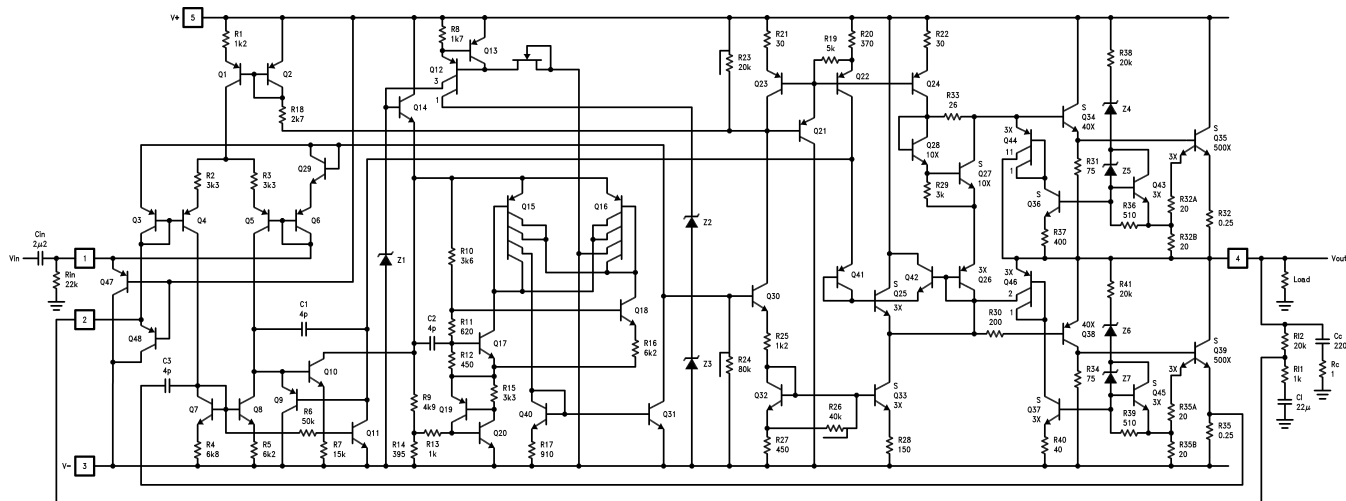 V+ 5
R1
1k2
Q1
Q2
R18
2k7
R8
1k7
Q13
Q12
3
1
Q14
R23
20k
R21
30
Q23
R19
5k
R20
370
Q22
R22
30
Q24
Q21
R33
26
Q28
10X
R29
3k
S
Q27
10X
3X
Q44
11
1
S
Q34
40X
R38
20k
Z4
S
Q35
500X
3X
R31
75
Z5
S
Q43
3X
S
Q36
R36
510
R32A
20
R32
0.25
R37
400
R32B
20
Q29
R2
3k3
R3
3k3
Q3
Q4
Q5
Q6
Cin
2µ2
Vin
1
Rin
22k
Q47
2
Q48
C1
4p
C3
4p
Q7
Q8
Q9
Q10
R6
50k
Q11
R4
6k8
R5
6k2
R7
15k
V- 3
Z1
Q15
Q16
R10
3k6
Q18
R11
620
C2
4p
Q17
R12
450
R16
6k2
R15
3k3
Q19
Q20
R9
4k9
R14
395
R13
1k
Q40
R17
910
Q31
Z2
Z3
R24
80k
Q30
R25
1k2
Q32
R26
40k
R27
450
Q33
3X
R28
150
Q41
Q25
3X
Q42
3X
Q26
3X
Q46
2
1
R30
200
40X
Q38
R41
20k
Z6
S
Q39
500X
3X
R34
75
Z7
S
Q45
3X
S
Q37
3X
R39
510
R35A
20
R35
0.25
R40
40
R35B
20
4
Vout
Load
RI2
20k
RI1
1k
CI
22µ
Cc
220
Rc
1